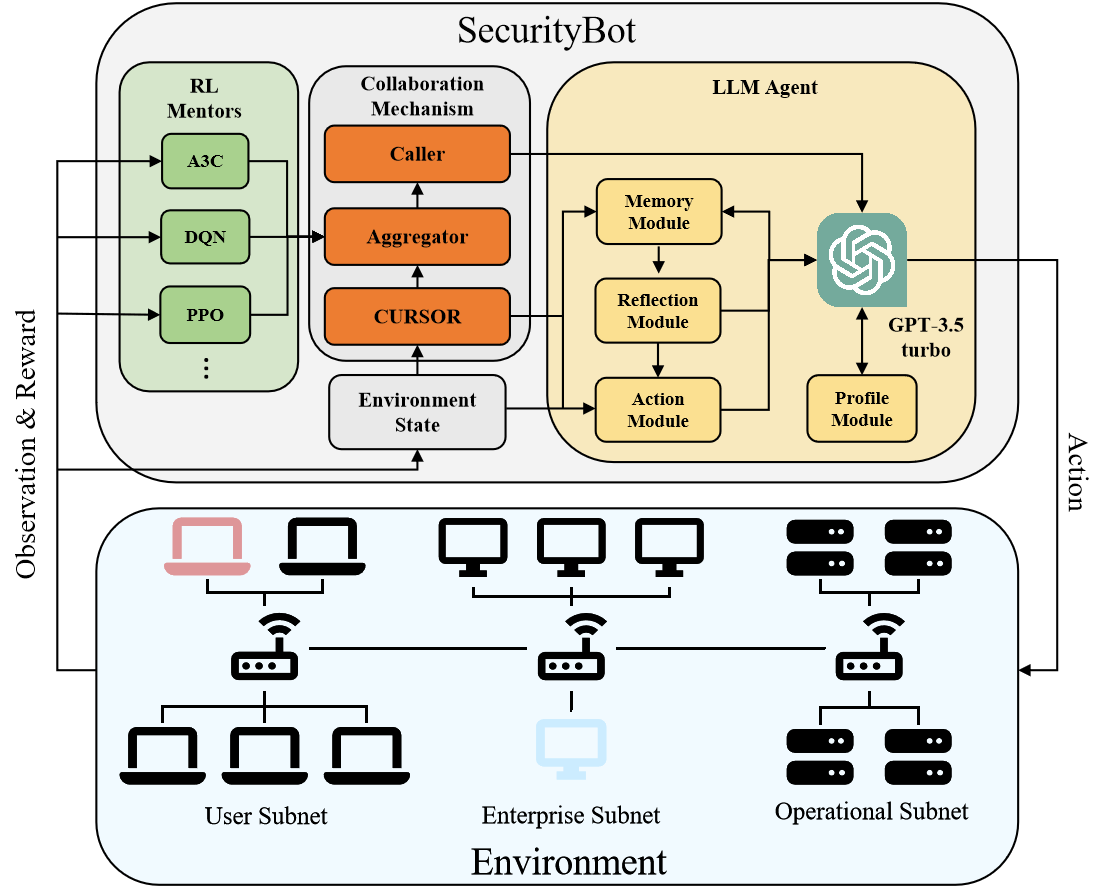 SecurityBot
RL
Mentors
A3C
DQN
PPO
⋮
Collaboration
Mechanism
Caller
Aggregator
CURSOR
Environment
State
LLM Agent
Memory
Module
Reflection
Module
Action
Module
GPT-3.5
turbo
Profile
Module
Observation & Reward
Action
User Subnet
Enterprise Subnet
Operational Subnet
Environment